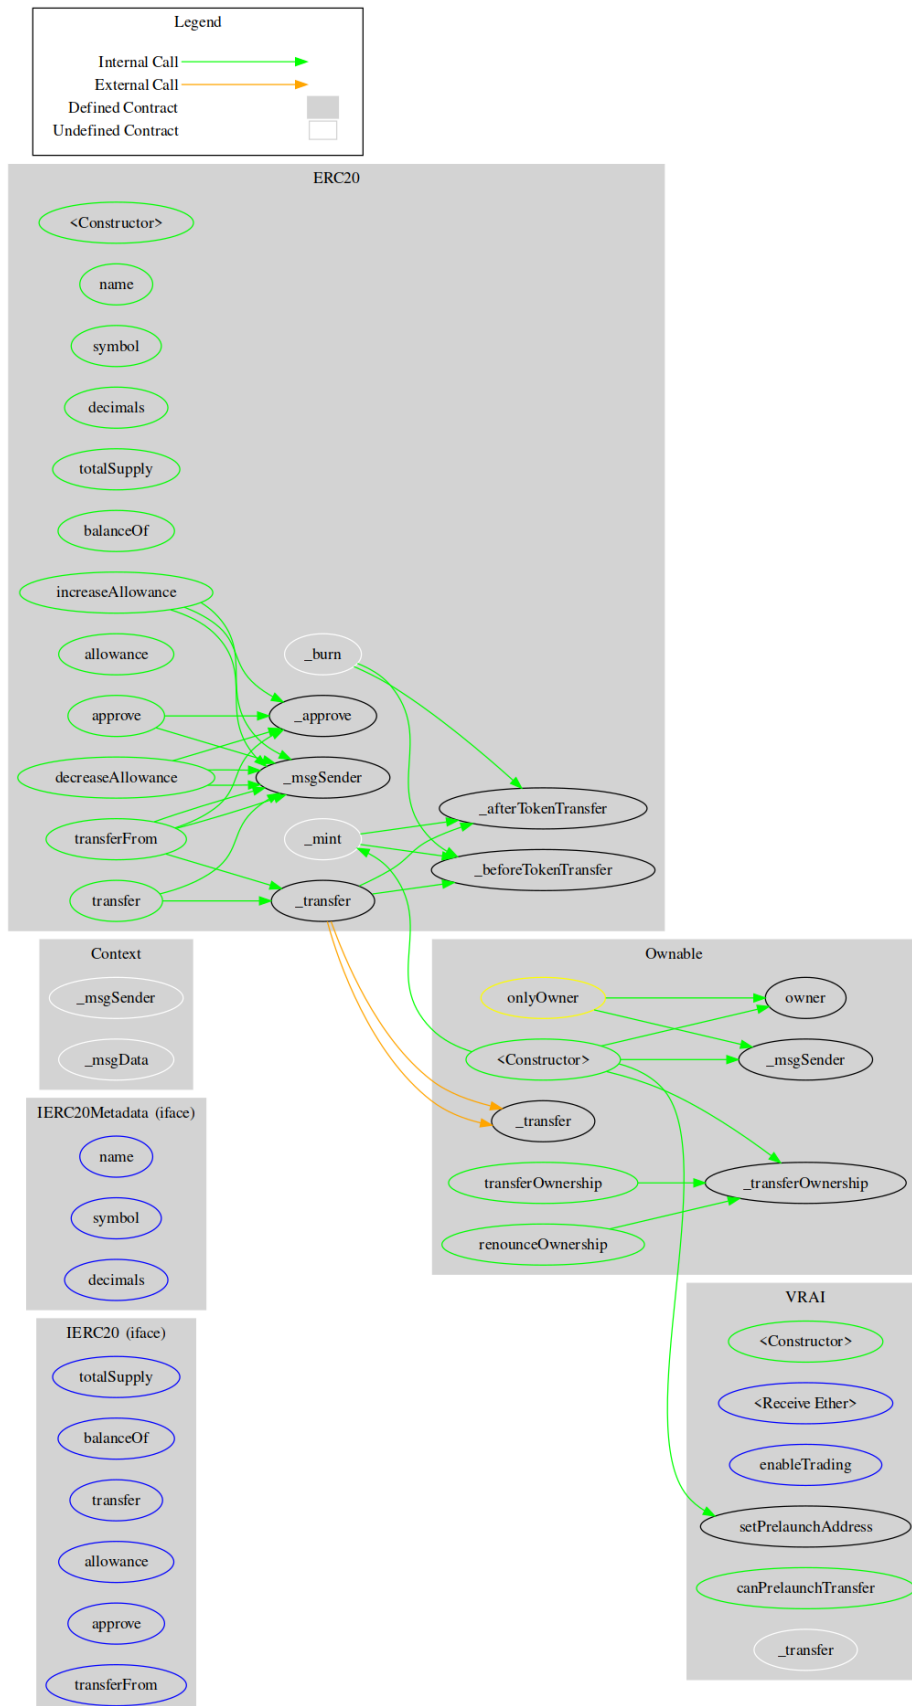 Legend
Internal Call
External Call
Defined Contract
Undefined Contract
ERC20
<Constructor>
name
symbol
decimals
totalSupply
balanceOf
increaseAllowance
allowance
_burn
approve
_approve
decreaseAllowance
_msgSender
_afterTokenTransfer
transferFrom
_mint
_beforeTokenTransfer
transfer
_transfer
Context
_msgSender
_msgData
Ownable
onlyOwner
owner
<Constructor>
_msgSender
_transfer
transferOwnership
_transferOwnership
renounceOwnership
IERC20Metadata (iface)
name
symbol
decimals
VRAI
<Constructor>
<Receive Ether>
enableTrading
setPrelaunchAddress
canPrelaunchTransfer
_transfer
IERC20 (iface)
totalSupply
balanceOf
transfer
allowance
approve
transferFrom